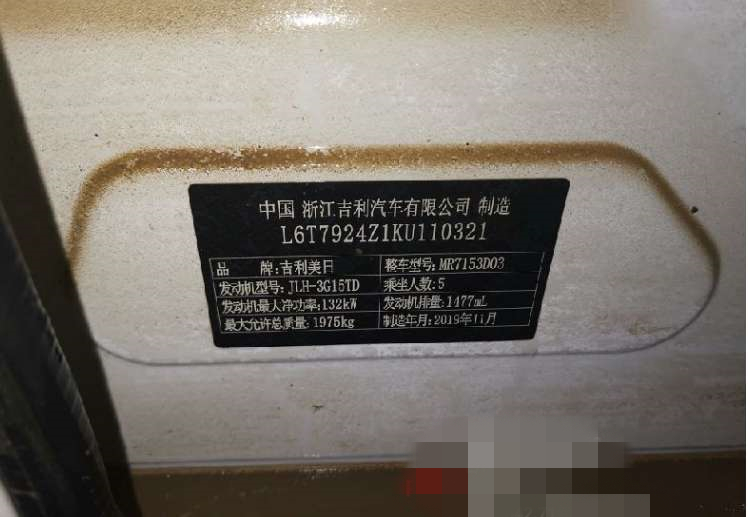 中国 浙江吉利汽车有限公司 制造
L6T7924Z1KU110321
品 牌:吉利美日 整车型号:MR7153D03
发动机型号:JLH-3G15TD 乘坐人数:5
发动机最大净功率:132kW 发动机排量:1477mL
最大允许总质量:1975kg 制造年月:2018年11月